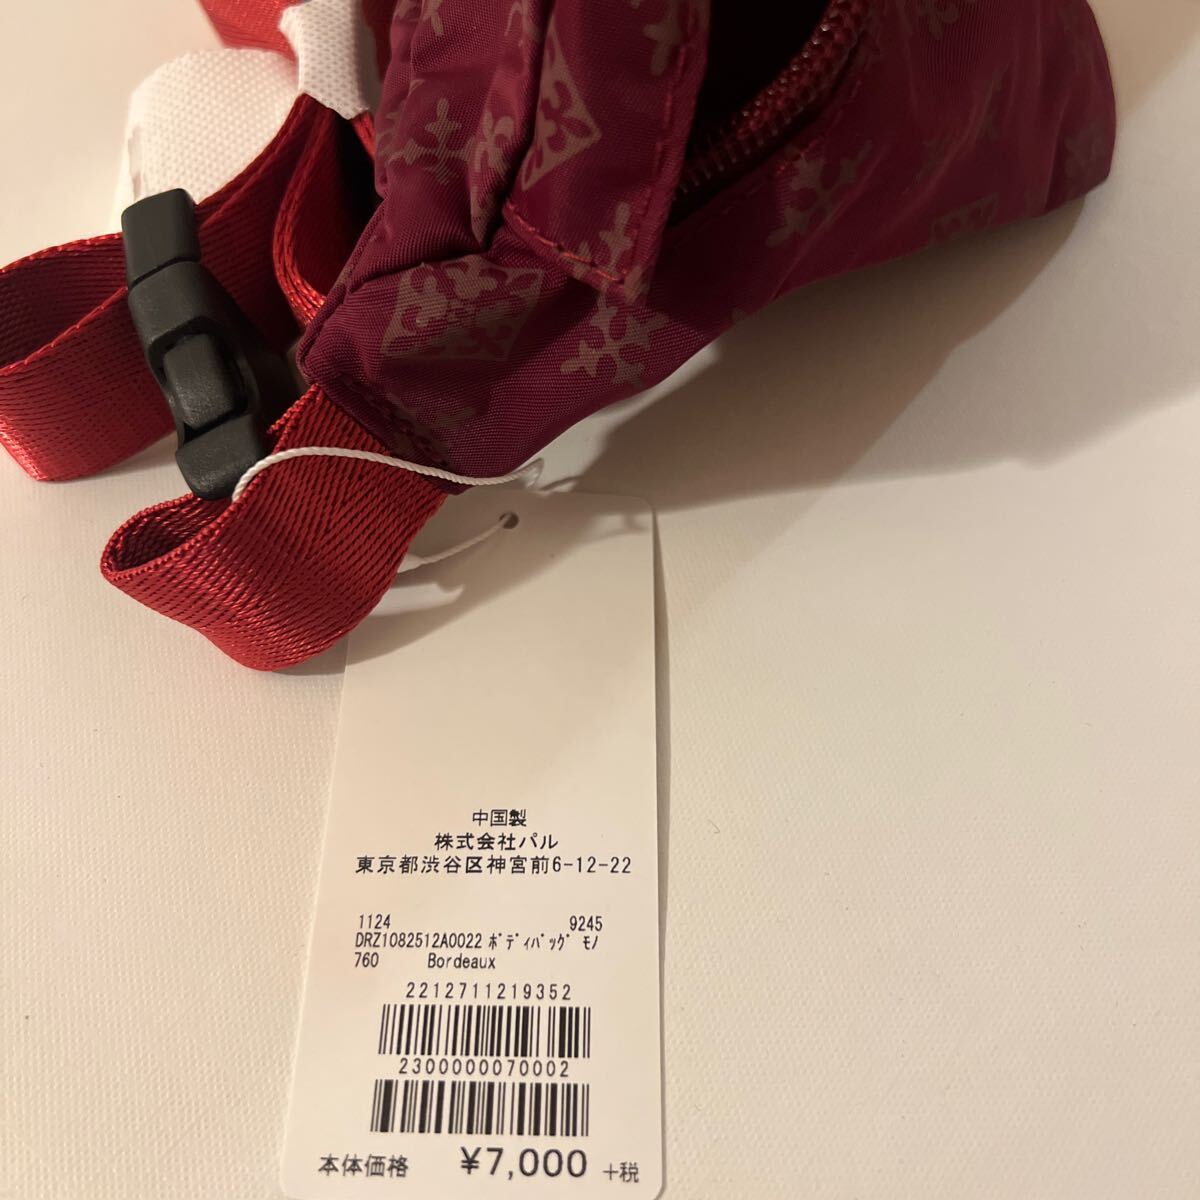 中国製
株式会社パル
東京都渋谷区神宮前6-12-22
1124 9245
DRZ1082512A0022 ﾎﾞﾃﾞｨﾊﾞｯｸﾞ ﾓﾉ
760 Bordeaux
2212711219352
2300000070002
本体価格 ¥7,000 +税